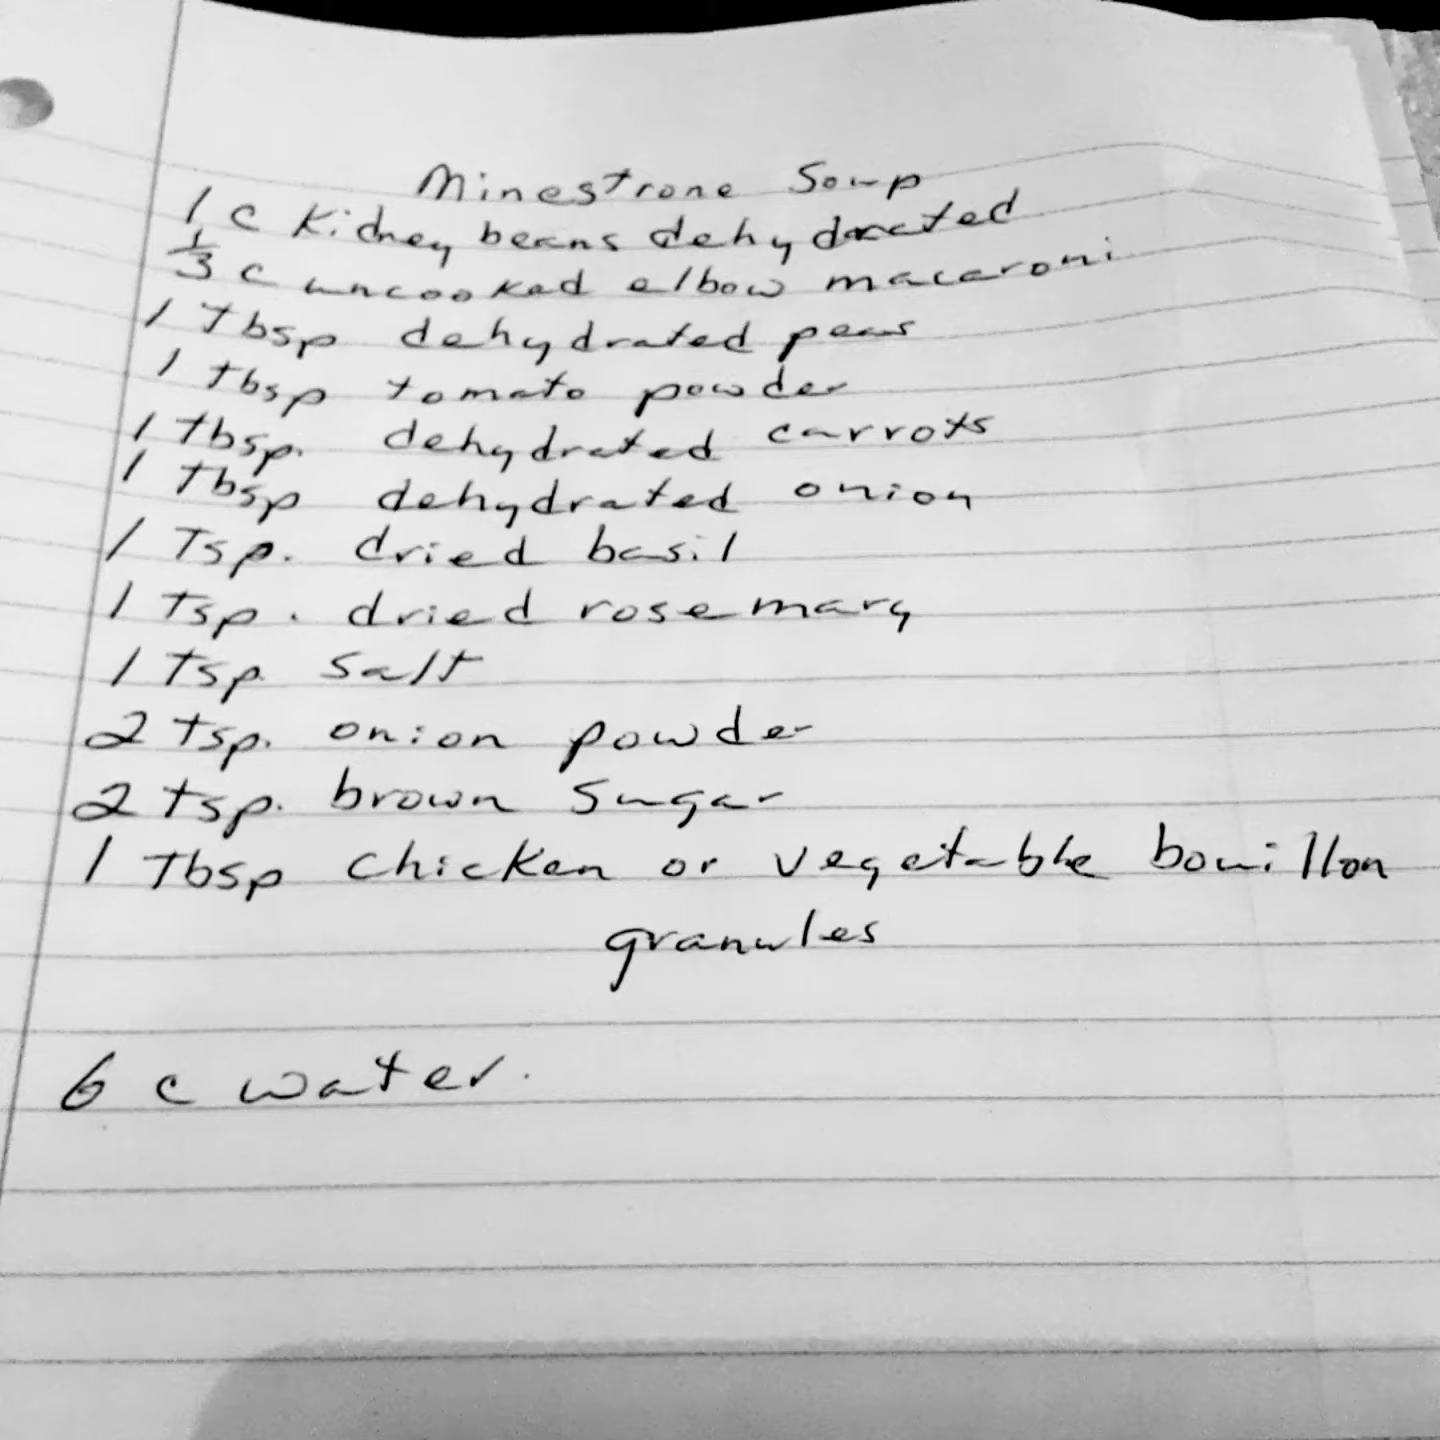 Minestrone Soup
1 c Kidney beans dehydrated
1/3 c uncooked elbow macaroni
1 Tbsp dehydrated peas
1 Tbsp tomato powder
1 Tbsp. dehydrated carrots
1 Tbsp dehydrated onion
1 Tsp. dried basil
1 Tsp. dried rosemary
1 Tsp. Salt
2 Tsp. onion powder
2 Tsp. brown Sugar
1 Tbsp Chicken or Vegetable bouillon
granules
6 c water.